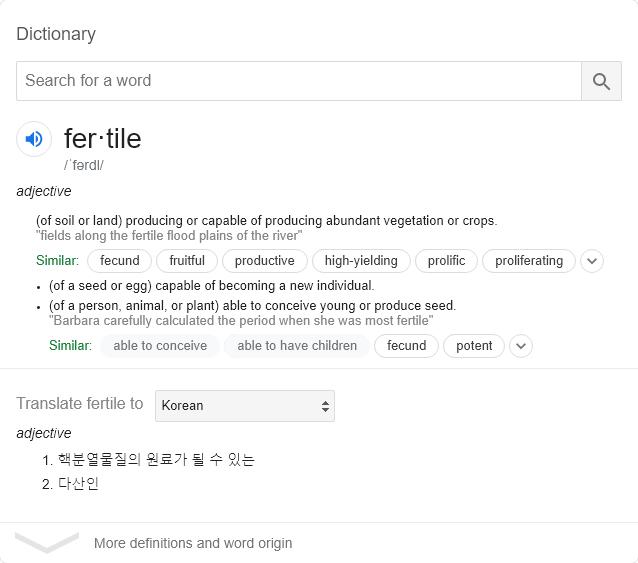 Dictionary
Search for a word
fer·tile
/ˈfərdl/
adjective
(of soil or land) producing or capable of producing abundant vegetation or crops.
"fields along the fertile flood plains of the river"
Similar: fecund fruitful productive high-yielding prolific proliferating
• (of a seed or egg) capable of becoming a new individual.
• (of a person, animal, or plant) able to conceive young or produce seed.
"Barbara carefully calculated the period when she was most fertile"
Similar: able to conceive able to have children fecund potent
Translate fertile to Korean
adjective
1. 핵분열물질의 원료가 될 수 있는
2. 다산인
More definitions and word origin